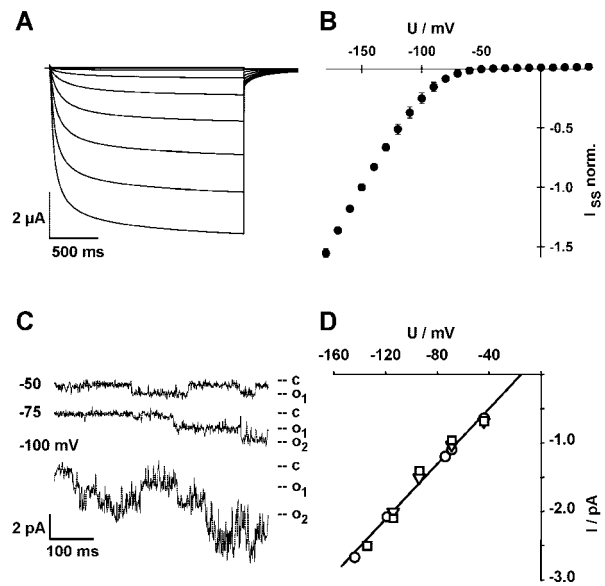 A
2 µA
500 ms
B
U / mV
-150 -100 -50
-0.5
-1.0
-1.5
I ss norm.
C
-50
-- c
-- o1
-75
-- c
-- o1
-- o2
-100 mV
-- c
-- o1
-- o2
2 pA
100 ms
D
U / mV
-160 -120 -80 -40
-1.0
-2.0
-3.0
I / pA